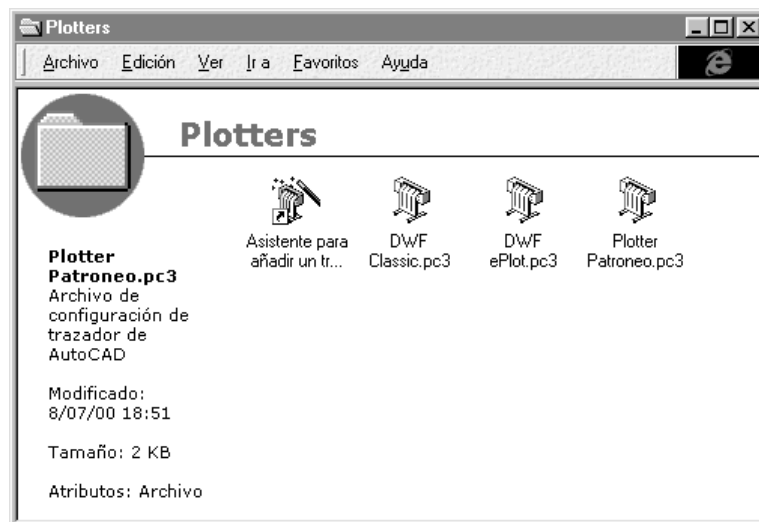 Plotters
Archivo Edición Ver Ir a Favoritos Ayuda
Plotters
Asistente para
añadir un tr...
DWF
Classic.pc3
DWF
ePlot.pc3
Plotter
Patroneo.pc3
Plotter
Patroneo.pc3
Archivo de
configuración de
trazador de
AutoCAD
Modificado:
8/07/00 18:51
Tamaño: 2 KB
Atributos: Archivo